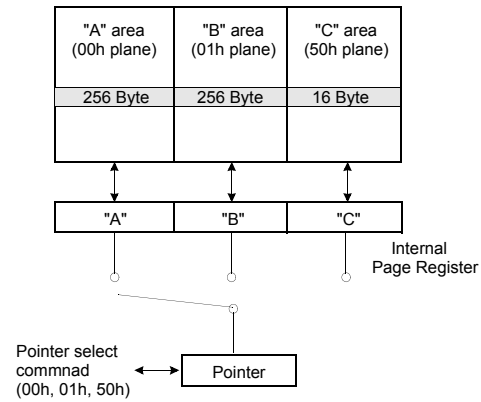 "A" area "B" area "C" area
(00h plane) (01h plane) (50h plane)
256 Byte 256 Byte 16 Byte
"A" "B" "C"
Internal
Page Register
Pointer select
commnad
(00h, 01h, 50h)
Pointer